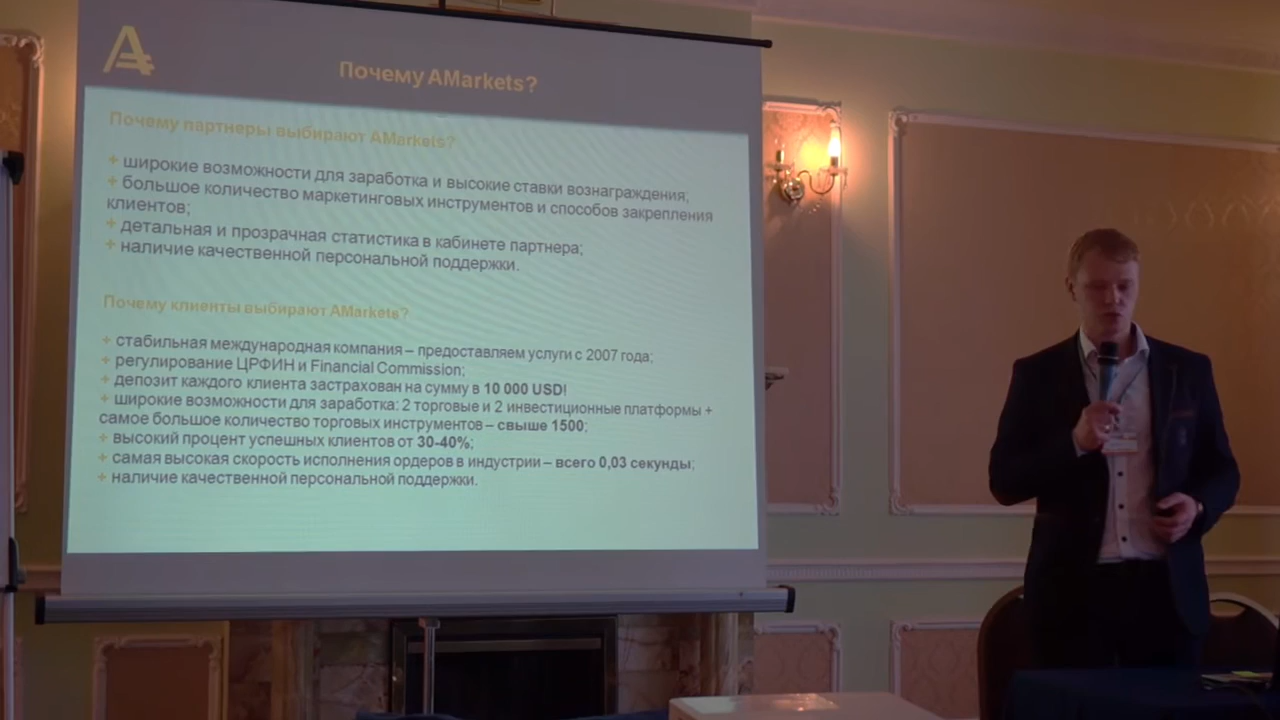 Почему AMarkets?
Почему партнеры выбирают AMarkets?
+ широкие возможности для заработка и высокие ставки вознаграждения;
+ большое количество маркетинговых инструментов и способов закрепления
клиентов;
+ детальная и прозрачная статистика в кабинете партнера;
+ наличие качественной персональной поддержки.
Почему клиенты выбирают AMarkets?
+ стабильная международная компания – предоставляем услуги с 2007 года;
+ регулирование ЦРФИН и Financial Commission;
+ депозит каждого клиента застрахован на сумму в 10 000 USD!
+ широкие возможности для заработка: 2 торговые и 2 инвестиционные платформы +
самое большое количество торговых инструментов – свыше 1500;
+ высокий процент успешных клиентов от 30-40%;
+ самая высокая скорость исполнения ордеров в индустрии – всего 0,03 секунды;
+ наличие качественной персональной поддержки.